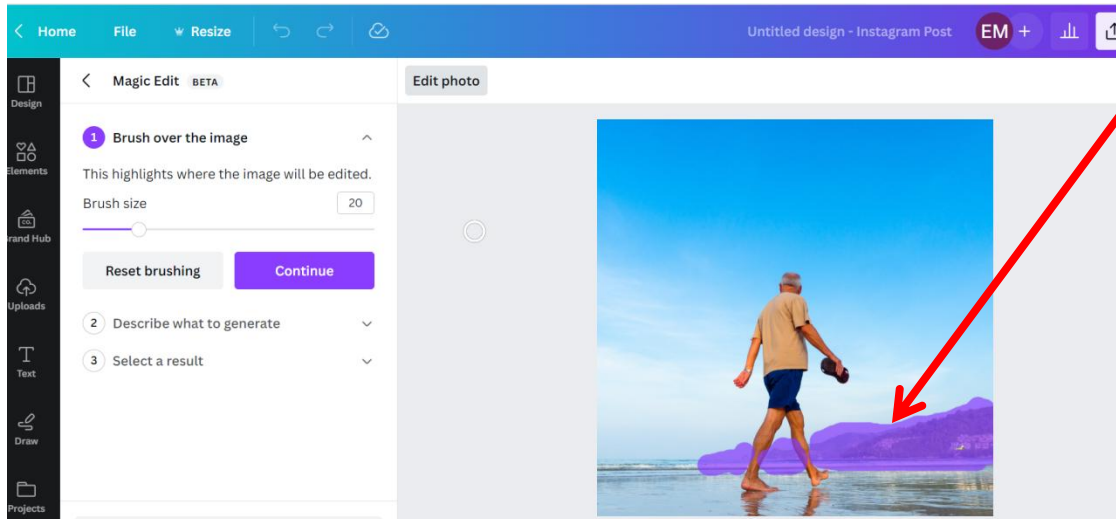 Home File Resize Untitled design - Instagram Post EM +
Magic Edit BETA Edit photo
Design
1 Brush over the image
Elements
This highlights where the image will be edited.
Brush size 20
rand Hub
Reset brushing Continue
Uploads
2 Describe what to generate
3 Select a result
Text
Draw
Projects